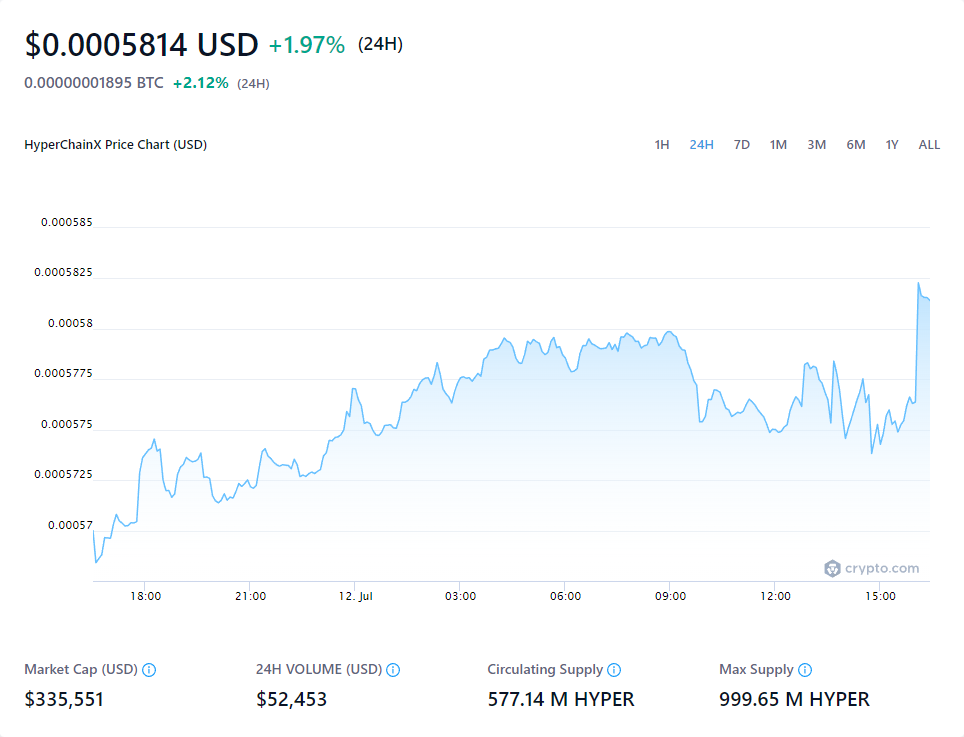 $0.0005814 USD +1.97% (24H)
0.00000001895 BTC +2.12% (24H)
HyperChainX Price Chart (USD) 1H 24H 7D 1M 3M 6M 1Y ALL
0.000585
0.0005825
0.00058
0.0005775
0.000575
0.0005725
0.00057
crypto.com
18:00 21:00 12. Jul 03:00 06:00 09:00 12:00 15:00
Market Cap (USD) 24H VOLUME (USD) Circulating Supply Max Supply
$335,551 $52,453 577.14 M HYPER 999.65 M HYPER